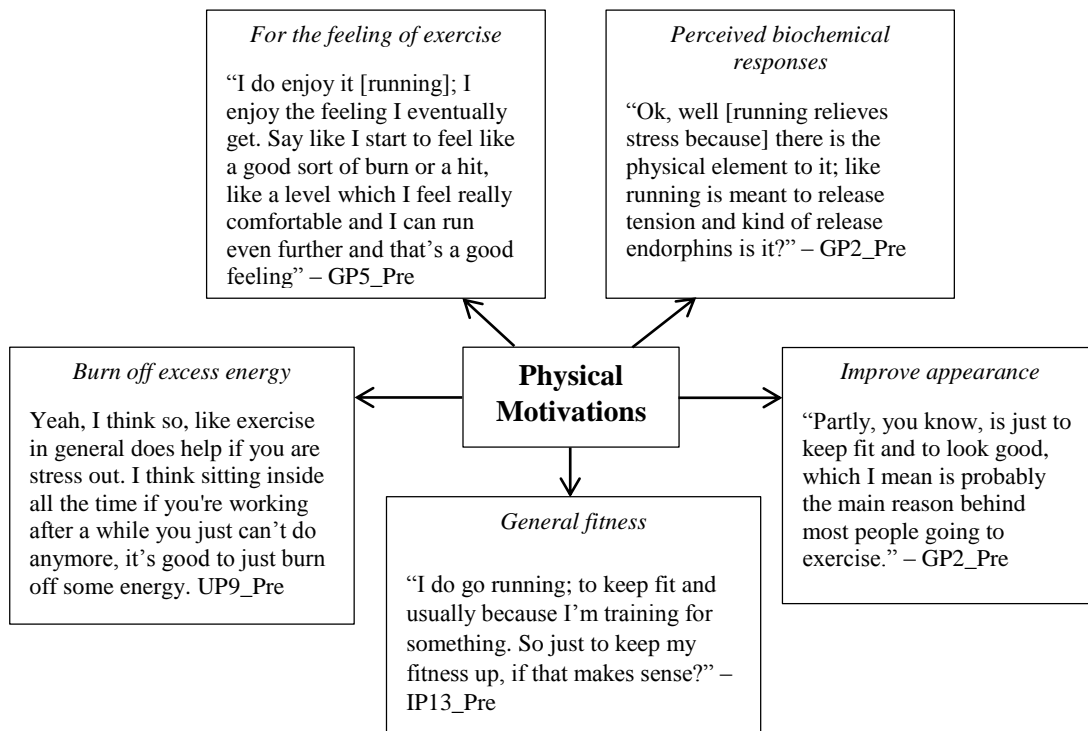 For the feeling of exercise
“I do enjoy it [running]; I
enjoy the feeling I eventually
get. Say like I start to feel like
a good sort of burn or a hit,
like a level which I feel really
comfortable and I can run
even further and that’s a good
feeling” – GP5_Pre
Perceived biochemical
responses
“Ok, well [running relieves
stress because] there is the
physical element to it; like
running is meant to release
tension and kind of release
endorphins is it?” – GP2_Pre
Burn off excess energy
Yeah, I think so, like exercise
in general does help if you are
stress out. I think sitting inside
all the time if you're working
after a while you just can’t do
anymore, it’s good to just burn
off some energy. UP9_Pre
Physical
Motivations
Improve appearance
“Partly, you know, is just to
keep fit and to look good,
which I mean is probably
the main reason behind
most people going to
exercise.” – GP2_Pre
General fitness
“I do go running; to keep fit and
usually because I’m training for
something. So just to keep my
fitness up, if that makes sense?” –
IP13_Pre